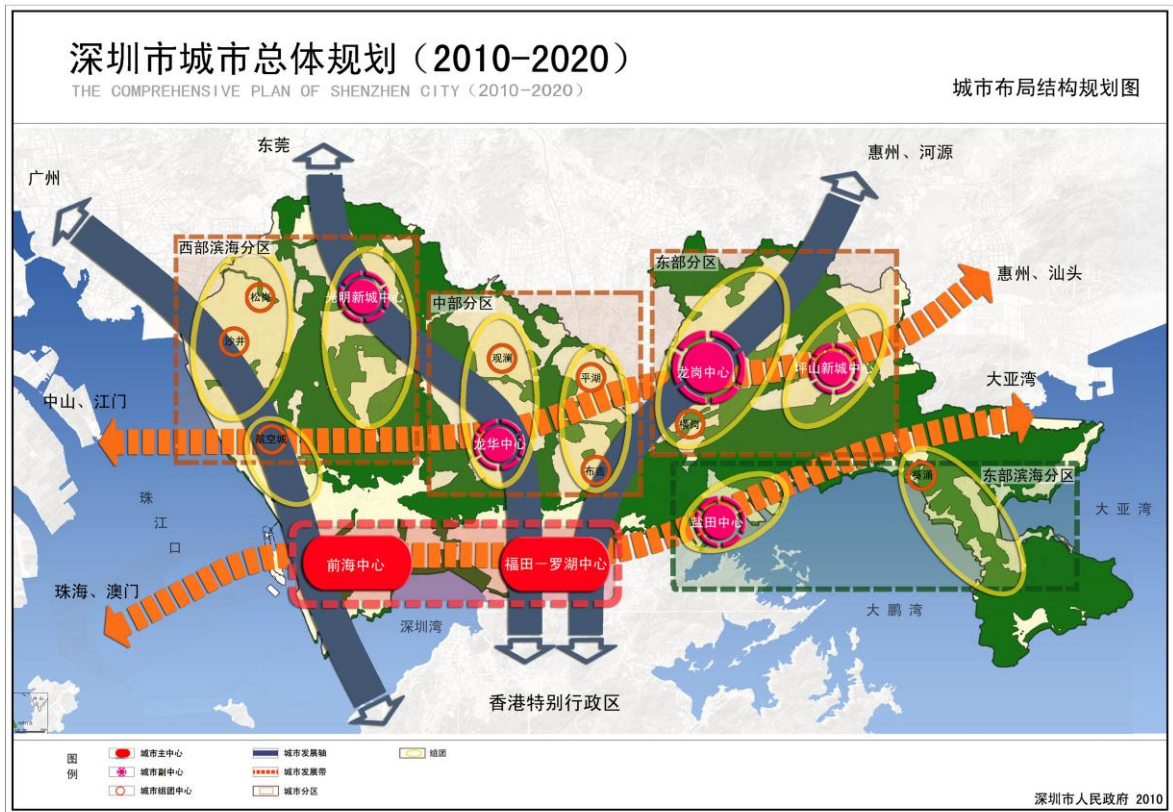 深圳市城市总体规划（2010-2020）
THE COMPREHENSIVE PLAN OF SHENZHEN CITY（2010-2020）
城市布局结构规划图
东莞
惠州、河源
广州
西部滨海分区
东部分区
惠州、汕头
松岗
光明新城中心
中部分区
沙井
观澜
平湖
龙岗中心
坪山新城中心
大亚湾
中山、江门
航空城
龙华中心
横岗
布吉
葵涌
东部滨海分区
珠江口
盐田中心
大亚湾
前海中心
福田－罗湖中心
珠海、澳门
深圳湾
大鹏湾
香港特别行政区
图例
城市主中心
城市发展轴
组团
城市副中心
城市发展带
城市组团中心
城市分区
深圳市人民政府 2010